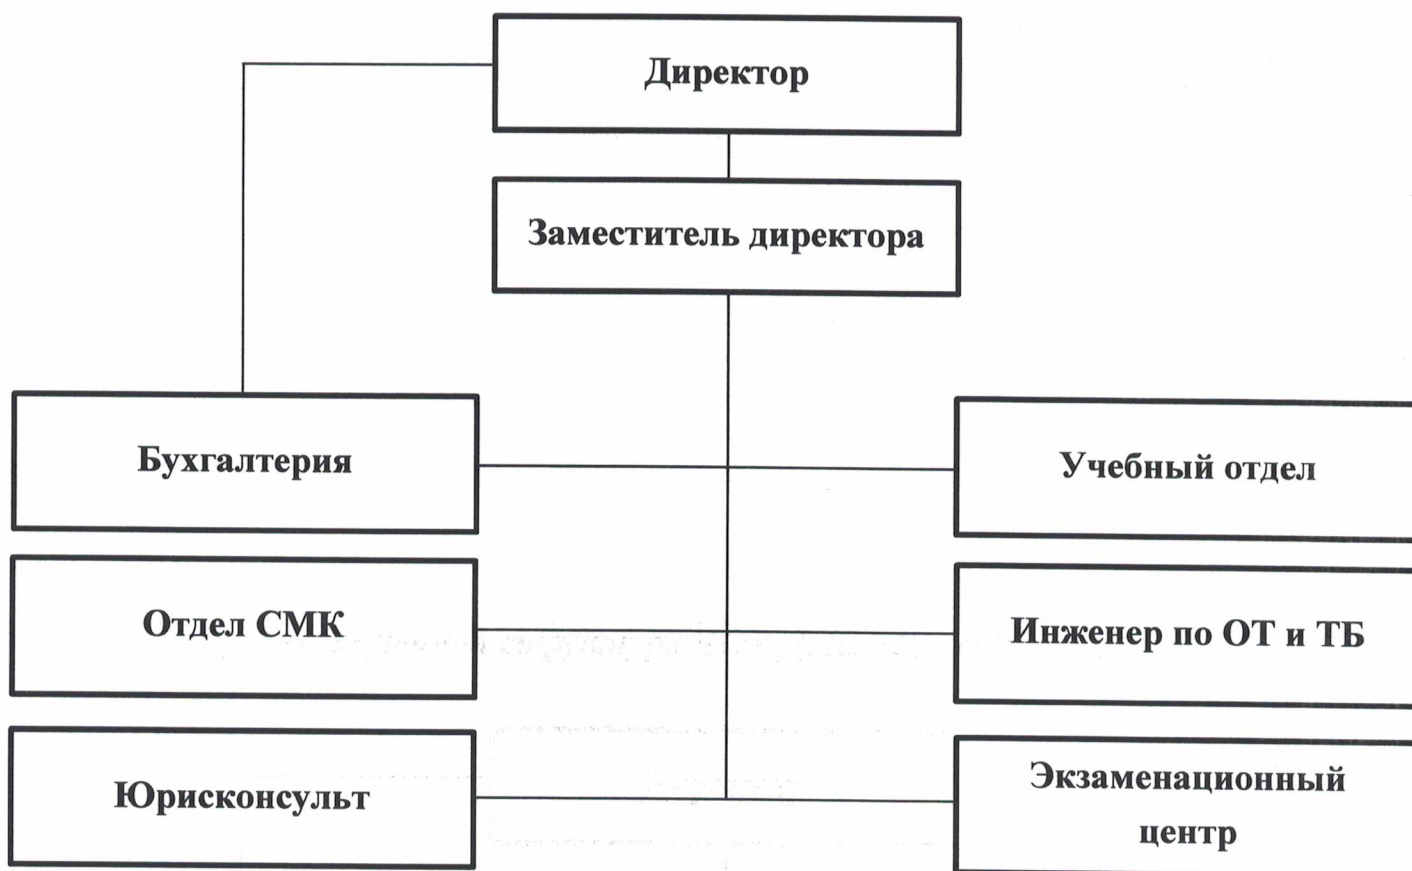 Директор
Заместитель директора
Бухгалтерия
Учебный отдел
Отдел СМК
Инженер по ОТ и ТБ
Юрисконсульт
Экзаменационный
центр